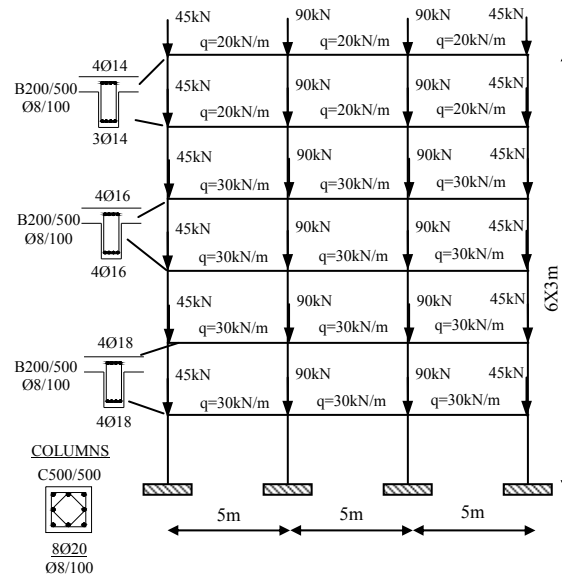 45kN 90kN 90kN 45kN
q=20kN/m q=20kN/m q=20kN/m
4Ø14
B200/500
Ø8/100
3Ø14
45kN 90kN 90kN 45kN
q=20kN/m q=20kN/m q=20kN/m
45kN 90kN 90kN 45kN
q=30kN/m q=30kN/m q=30kN/m
4Ø16
B200/500
Ø8/100
4Ø16
45kN 90kN 90kN 45kN
q=30kN/m q=30kN/m q=30kN/m
6X3m
45kN 90kN 90kN 45kN
q=30kN/m q=30kN/m q=30kN/m
4Ø18
B200/500
Ø8/100
4Ø18
45kN 90kN 90kN 45kN
q=30kN/m q=30kN/m q=30kN/m
COLUMNS
C500/500
8Ø20
Ø8/100
5m 5m 5m